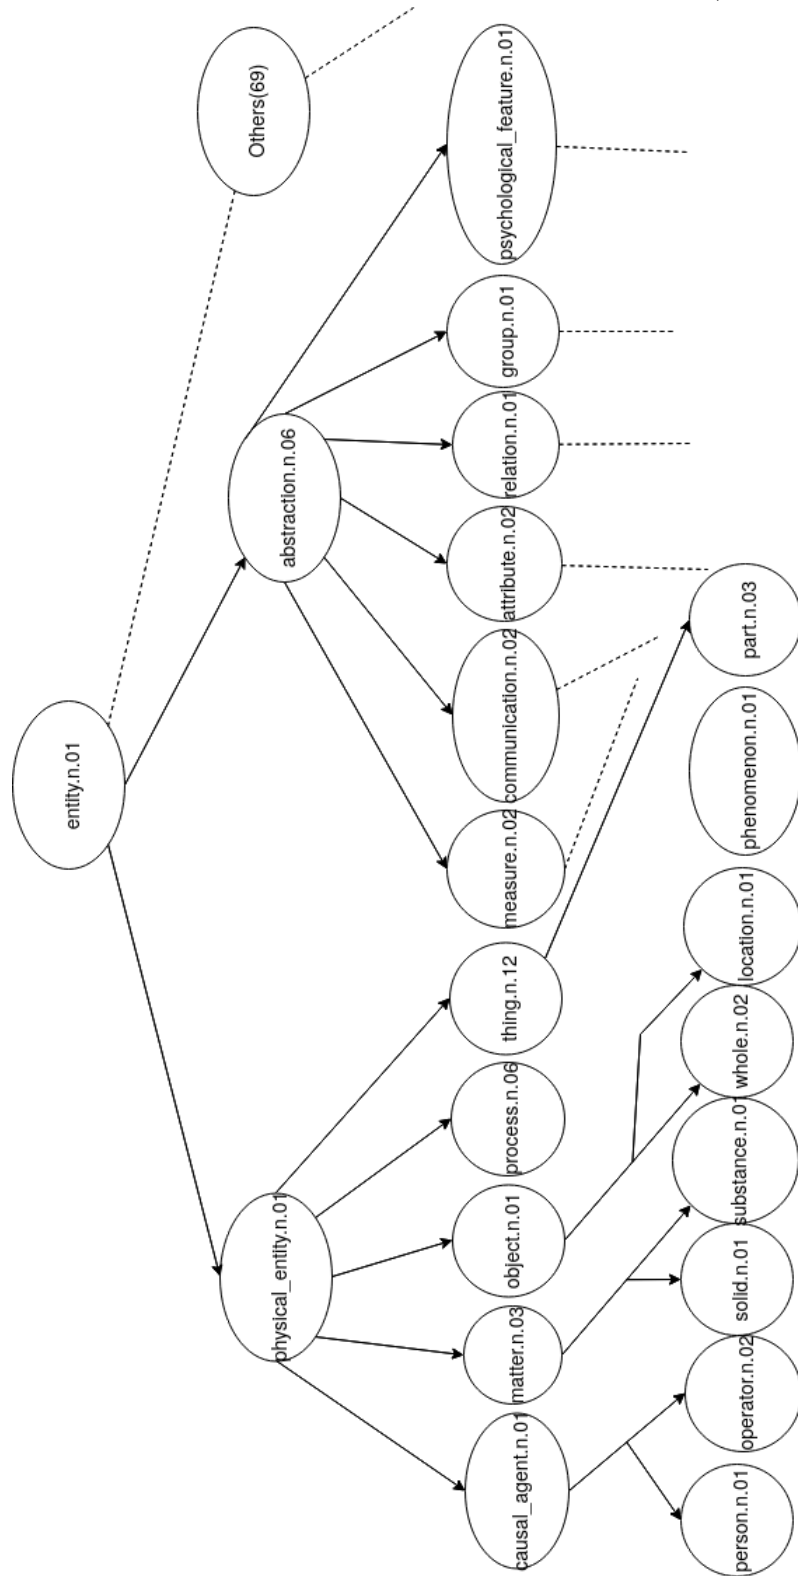 entity.n.01
Others(69)
abstraction.n.06
physical_entity.n.01
psychological_feature.n.01
group.n.01
relation.n.01
attribute.n.02
communication.n.02
measure.n.02
thing.n.12
process.n.06
object.n.01
matter.n.03
causal_agent.n.01
part.n.03
phenomenon.n.01
location.n.01
whole.n.02
substance.n.01
solid.n.01
operator.n.02
person.n.01